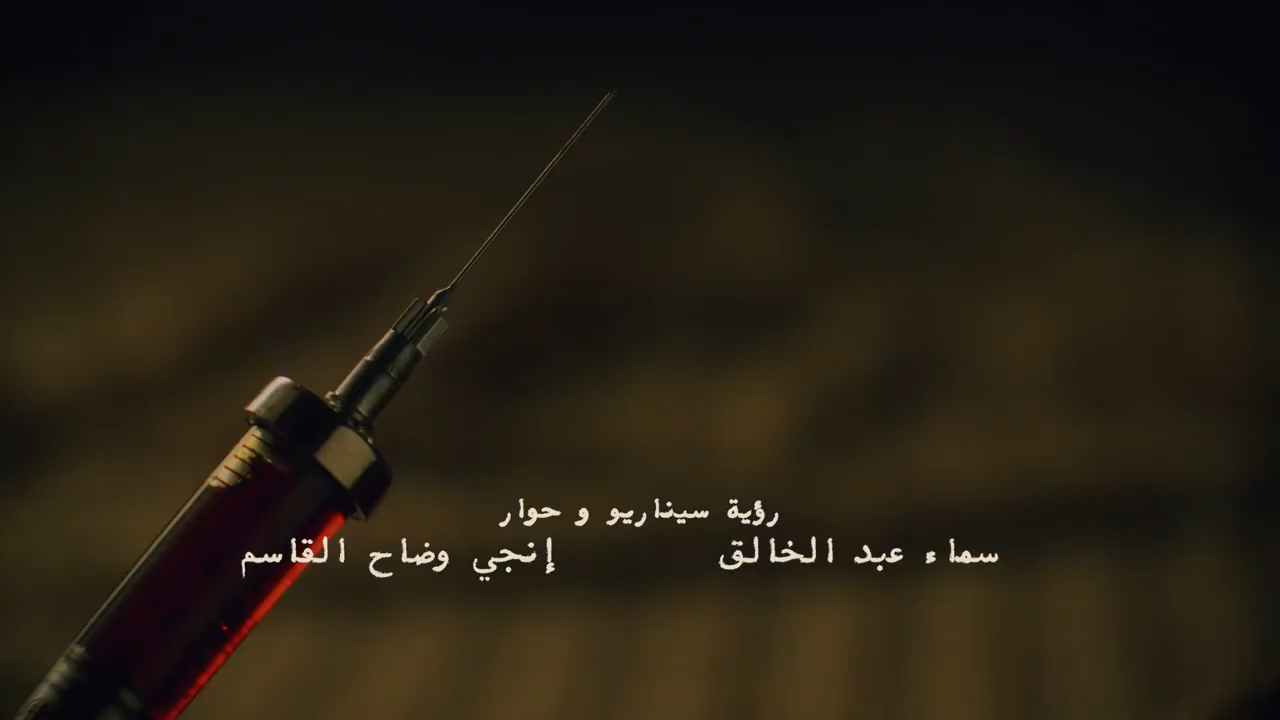 رؤية سيناريو و حوار
سماء عبد الخالق إنجي وضاح القاسم